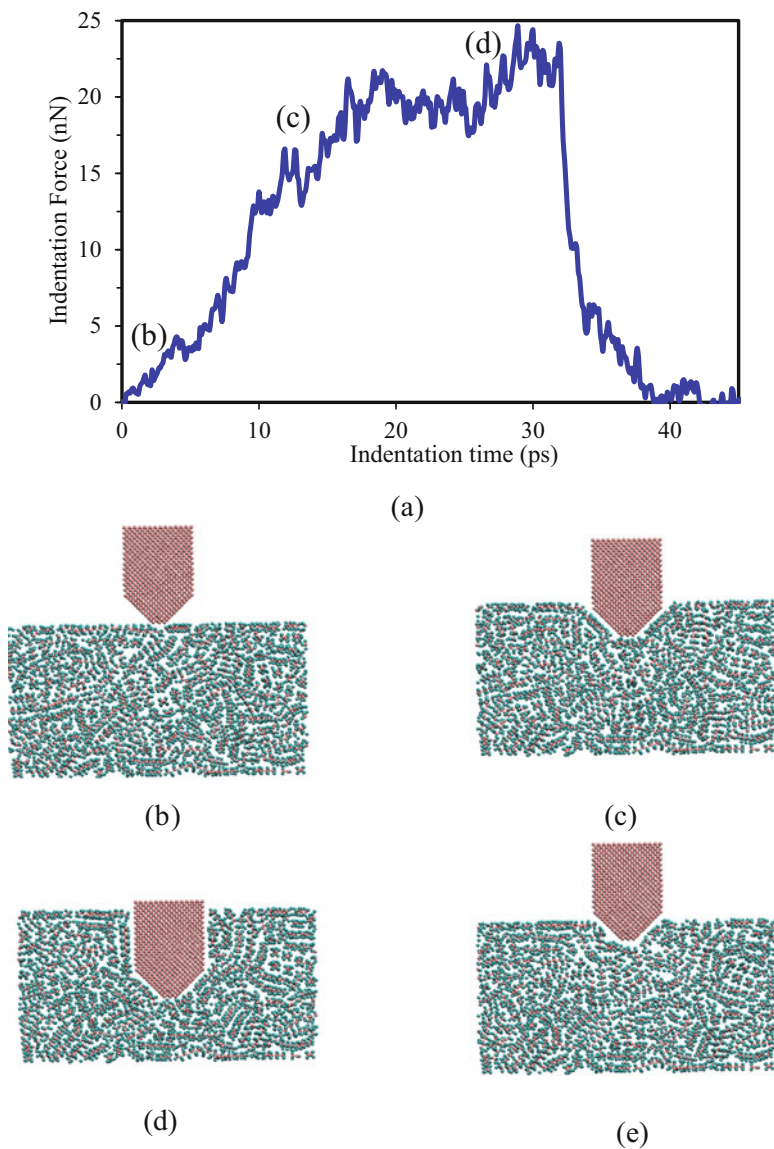 25
20
15
10
5
0
Indentation Force (nN)
(b)
(c)
(d)
0
10
20
30
40
Indentation time (ps)
(a)
(b)
(c)
(d)
(e)